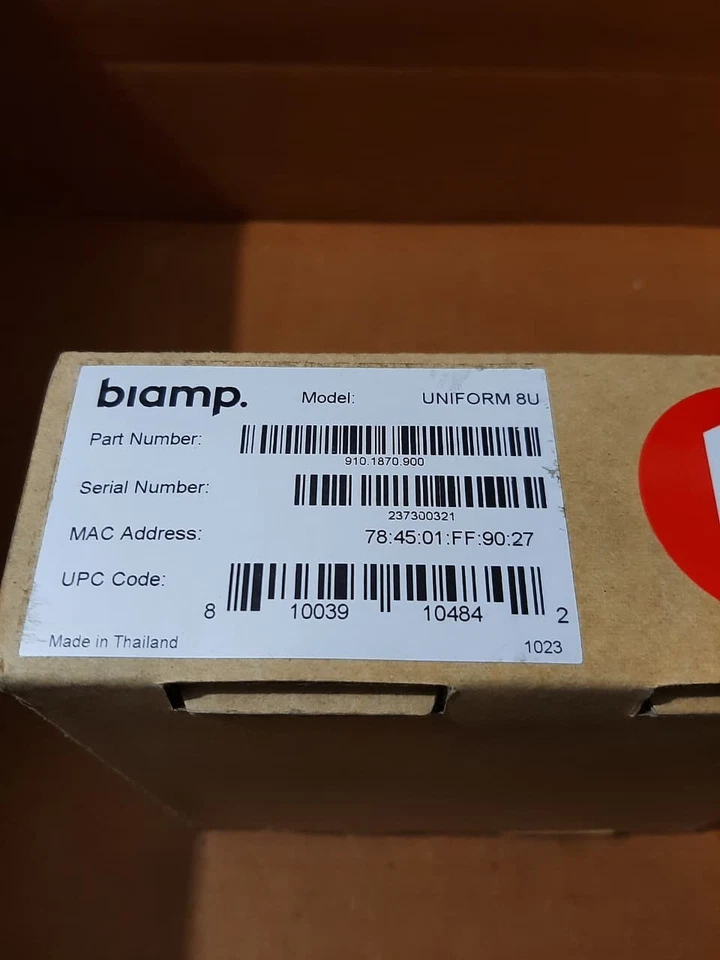 biamp.
Model: UNIFORM 8U
Part Number:
910.1870.900
Serial Number:
237300321
MAC Address: 78:45:01:FF:90:27
UPC Code:
8 10039 10484 2
Made in Thailand 1023